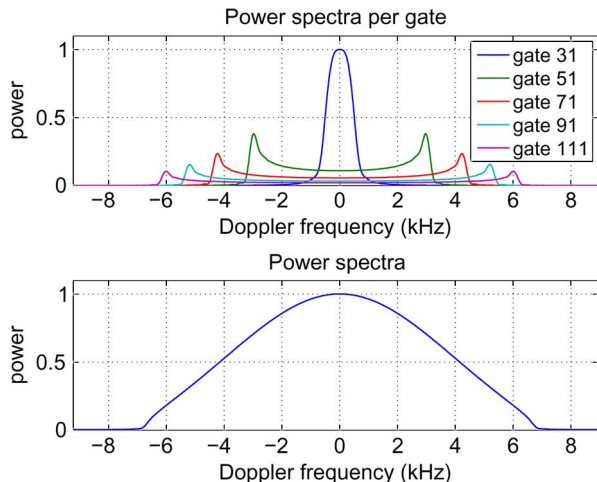 Power spectra per gate
1
0.5
0
power
gate 31
gate 51
gate 71
gate 91
gate 111
−8 −6 −4 −2 0 2 4 6 8
Doppler frequency (kHz)
Power spectra
1
0.5
0
power
−8 −6 −4 −2 0 2 4 6 8
Doppler frequency (kHz)